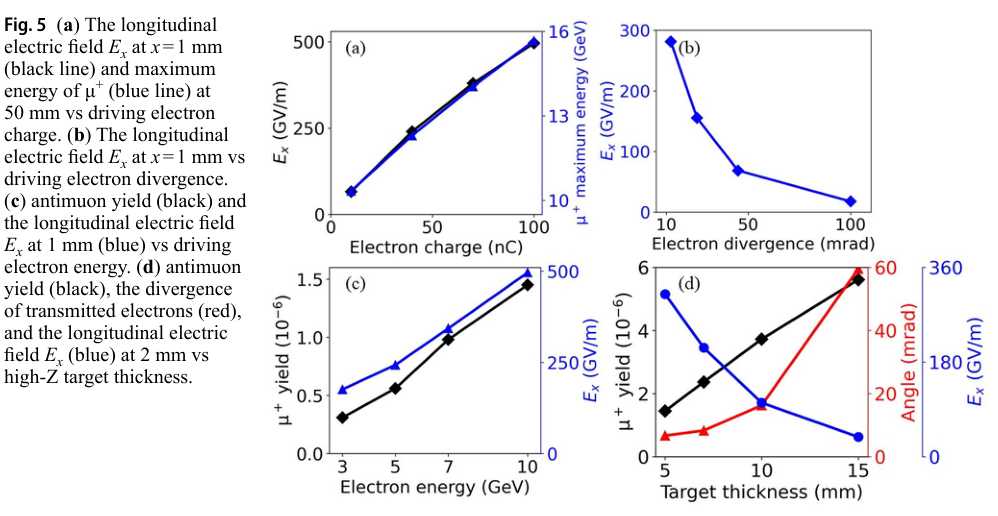 Fig. 5 (a) The longitudinal
electric field Eₓ at x = 1 mm
(black line) and maximum
energy of μ⁺ (blue line) at
50 mm vs driving electron
charge. (b) The longitudinal
electric field Eₓ at x = 1 mm vs
driving electron divergence.
(c) antimuon yield (black) and
the longitudinal electric field
Eₓ at 1 mm (blue) vs driving
electron energy. (d) antimuon
yield (black), the divergence
of transmitted electrons (red),
and the longitudinal electric
field Eₓ (blue) at 2 mm vs
high-Z target thickness.
(a)
Eₓ (GV/m)
500
250
0
50
100
Electron charge (nC)
16
13
10
μ⁺ maximum energy (GeV)
(b)
Eₓ (GV/m)
300
200
100
0
10
50
100
Electron divergence (mrad)
(c)
μ⁺ yield (10⁻⁶)
1.5
1.0
0.5
0.0
3
5
7
10
Electron energy (GeV)
500
250
0
Eₓ (GV/m)
(d)
μ⁺ yield (10⁻⁶)
6
4
2
0
5
10
15
Target thickness (mm)
60
40
20
0
Angle (mrad)
360
180
0
Eₓ (GV/m)